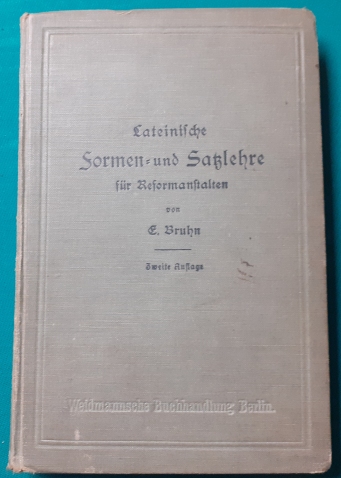 Lateinische
Formen- und Satzlehre
für Reformanstalten
von
E. Bruhn
Zweite Auflage
Weidmannsche Buchhandlung Berlin.